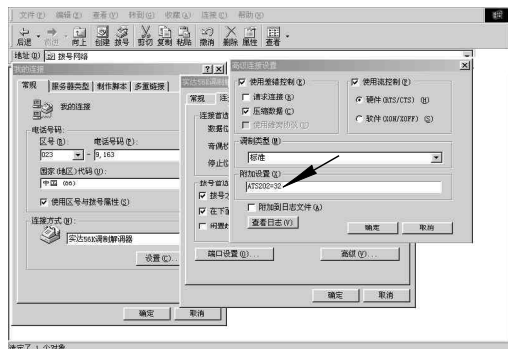 文件(F) 编辑(E) 查看(V) 转到(G) 收藏(A) 连接(C) 帮助(H)
后退 前进 向上 创建 拨号 剪切 复制 粘贴 撤消 删除 属性 查看
地址(D) 拨号网络
我的连接
常规 服务器类型 制作脚本 多重链接
我的连接
电话号码:
区号(R) 电话号码(P):
023 - 9,163
国家(地区)代码(U):
中国 (86)
使用区号与拨号属性(S)
连接方式(N):
实达56K调制解调器
设置(C)...
确定 取消
常规
连接首选
数据位
奇偶校
停止位
拨号首选
在下
端口设置(O)... 高级(V)...
确定 取消
高级连接设置
使用差错控制(E)
请求连接(R)
压缩数据(C)
使用流控制(F)
硬件(RTS/CTS) (H)
软件(XON/XOFF) (S)
调制类型(M)
标准
附加设置(X)
ATS202=32
附加到日志文件(A)
查看日志(V)
确定 取消
选定了 1 个对象